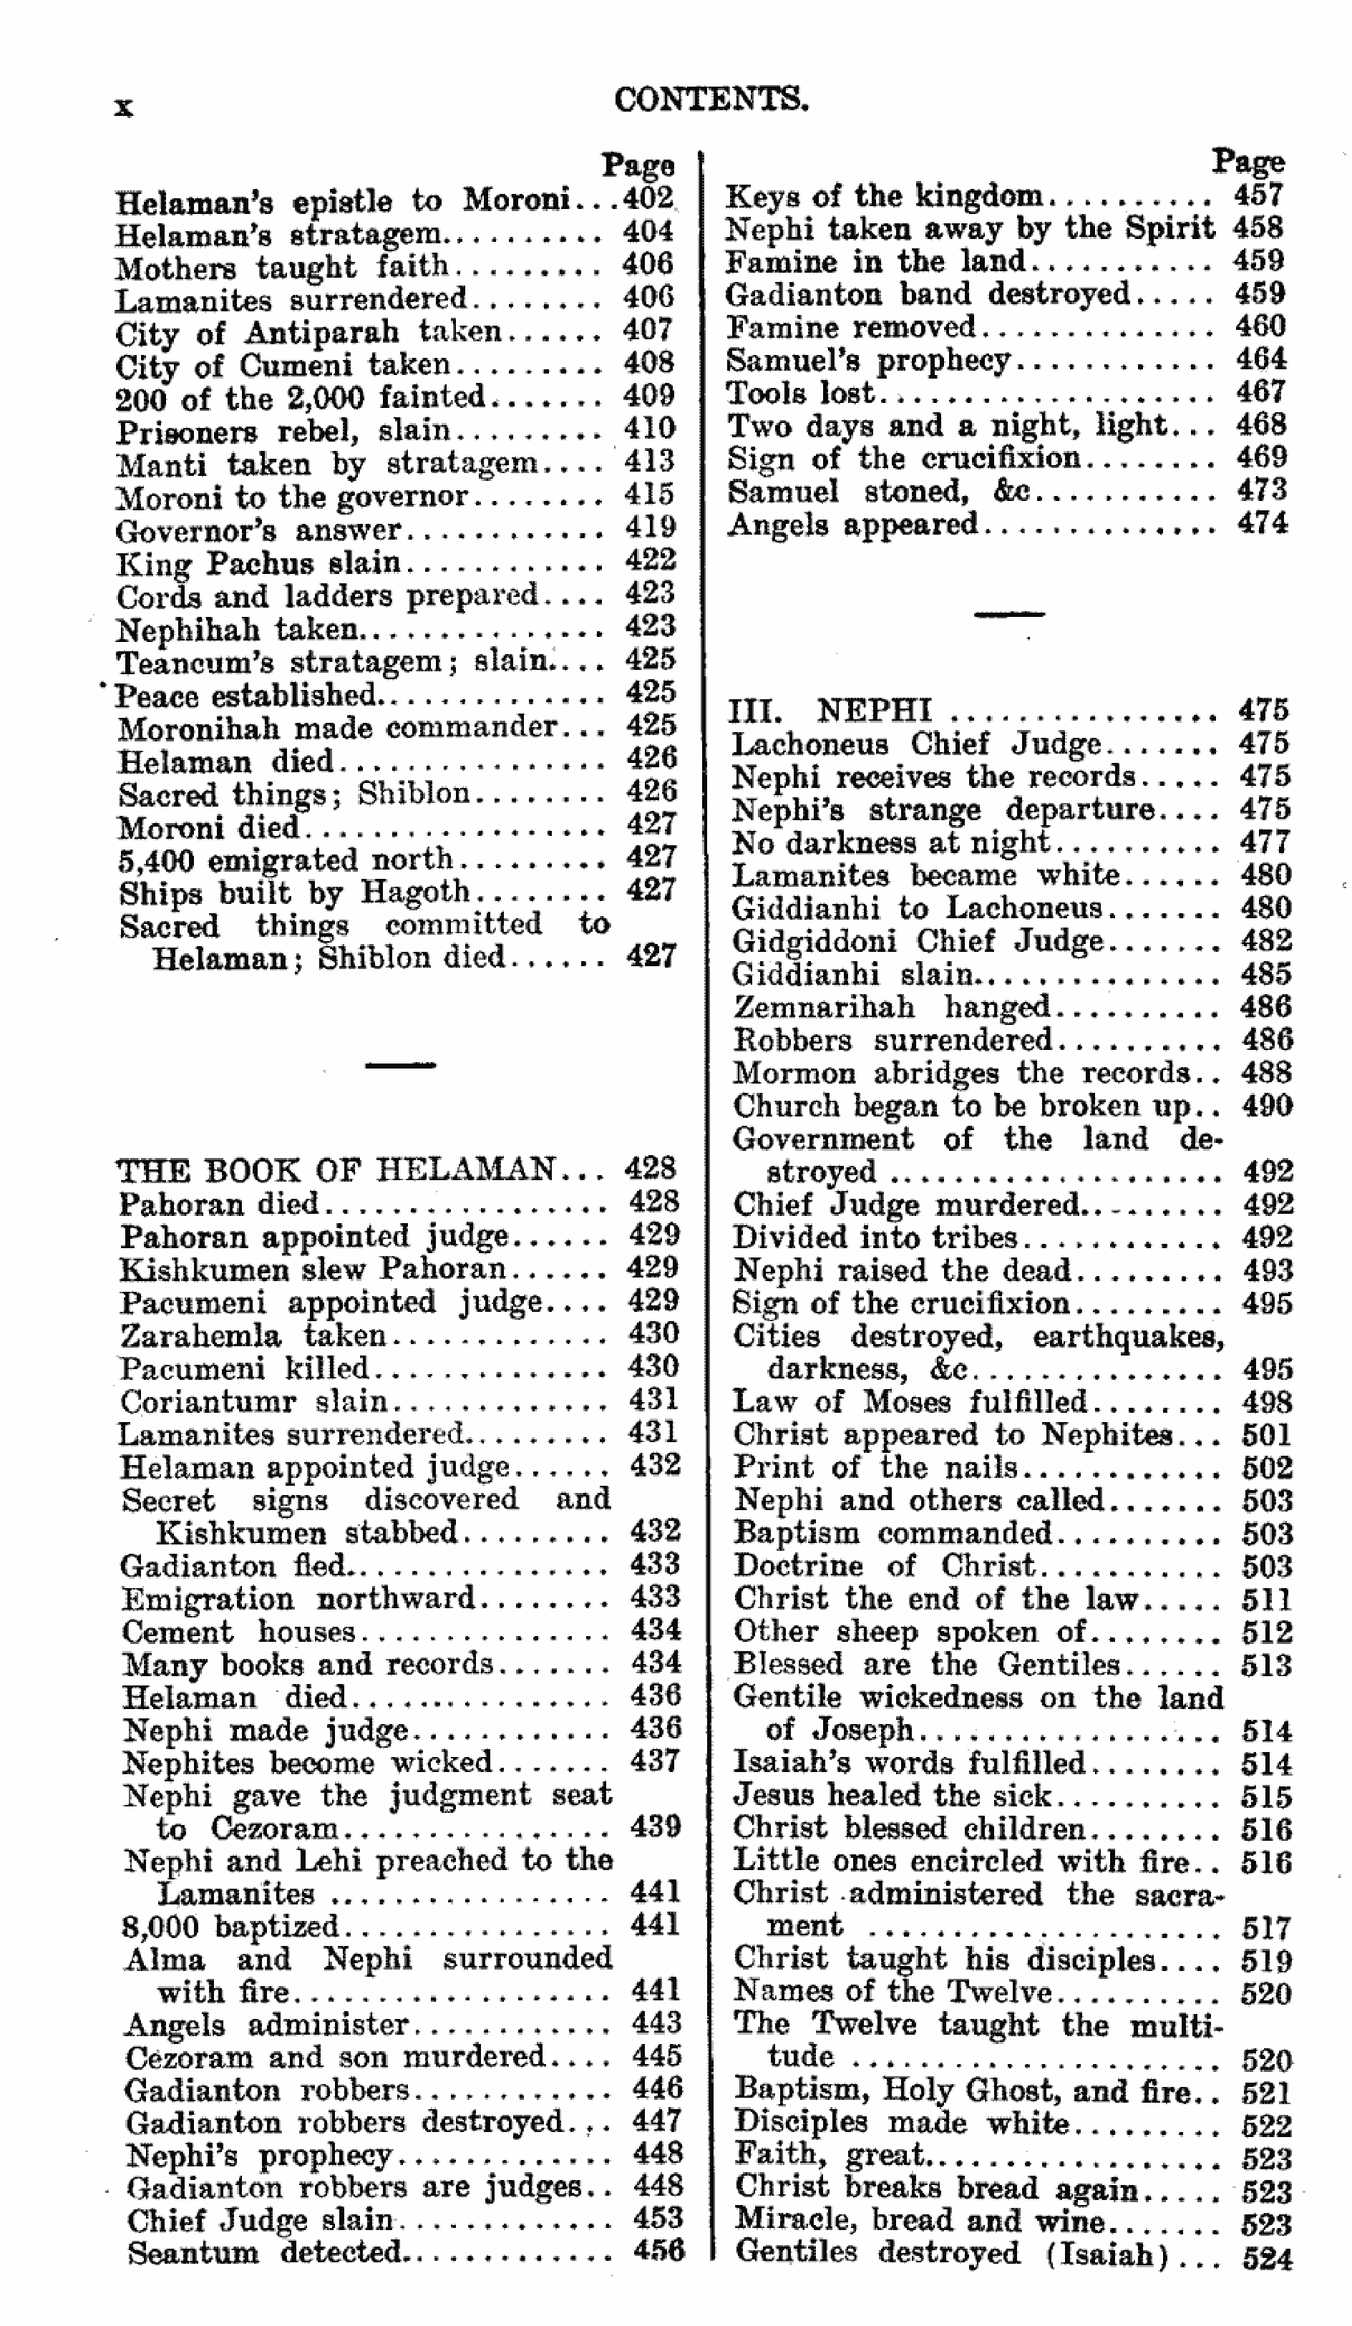 x
CONTENTS.
Page
Helaman's epistle to Moroni...402
Helaman's stratagem.......... 404
Mothers taught faith......... 406
Lamanites surrendered........ 406
City of Antiparah taken...... 407
City of Cumeni taken......... 408
200 of the 2,000 fainted....... 409
Prisoners rebel, slain......... 410
Manti taken by stratagem.... 413
Moroni to the governor........ 415
Governor's answer............ 419
King Pachus slain............ 422
Cords and ladders prepared.... 423
Nephihah taken............... 423
Teancum's stratagem; slain.... 425
Peace established.............. 425
Moronihah made commander... 425
Helaman died................ 426
Sacred things; Shiblon........ 426
Moroni died.................. 427
5,400 emigrated north......... 427
Ships built by Hagoth........ 427
Sacred things committed to
Helaman; Shiblon died...... 427
THE BOOK OF HELAMAN... 428
Pahoran died................. 428
Pahoran appointed judge...... 429
Kishkumen slew Pahoran...... 429
Pacumeni appointed judge.... 429
Zarahemla taken............. 430
Pacumeni killed.............. 430
Coriantumr slain............. 431
Lamanites surrendered......... 431
Helaman appointed judge...... 432
Secret signs discovered and
Kishkumen stabbed......... 432
Gadianton fled................ 433
Emigration northward........ 433
Cement houses............... 434
Many books and records....... 434
Helaman died................ 436
Nephi made judge............ 436
Nephites become wicked....... 437
Nephi gave the judgment seat
to Cezoram................ 439
Nephi and Lehi preached to the
Lamanites ................. 441
8,000 baptized................ 441
Alma and Nephi surrounded
with fire................... 441
Angels administer............ 443
Cezoram and son murdered.... 445
Gadianton robbers............ 446
Gadianton robbers destroyed... 447
Nephi's prophecy............. 448
Gadianton robbers are judges.. 448
Chief Judge slain............. 453
Seantum detected............. 456
Page
Keys of the kingdom.......... 457
Nephi taken away by the Spirit 458
Famine in the land........... 459
Gadianton band destroyed..... 459
Famine removed.............. 460
Samuel's prophecy............ 464
Tools lost.................... 467
Two days and a night, light... 468
Sign of the crucifixion........ 469
Samuel stoned, &c........... 473
Angels appeared.............. 474
III. NEPHI ................ 475
Lachoneus Chief Judge....... 475
Nephi receives the records..... 475
Nephi's strange departure.... 475
No darkness at night.......... 477
Lamanites became white...... 480
Giddianhi to Lachoneus....... 480
Gidgiddoni Chief Judge....... 482
Giddianhi slain............... 485
Zemnarihah hanged.......... 486
Robbers surrendered.......... 486
Mormon abridges the records.. 488
Church began to be broken up.. 490
Government of the land de-
stroyed .................... 492
Chief Judge murdered......... 492
Divided into tribes............ 492
Nephi raised the dead......... 493
Sign of the crucifixion......... 495
Cities destroyed, earthquakes,
darkness, &c............... 495
Law of Moses fulfilled........ 498
Christ appeared to Nephites... 501
Print of the nails............ 502
Nephi and others called....... 503
Baptism commanded.......... 503
Doctrine of Christ........... 503
Christ the end of the law..... 511
Other sheep spoken of........ 512
Blessed are the Gentiles...... 513
Gentile wickedness on the land
of Joseph.................. 514
Isaiah's words fulfilled........ 514
Jesus healed the sick.......... 515
Christ blessed children........ 516
Little ones encircled with fire.. 516
Christ administered the sacra-
ment ..................... 517
Christ taught his disciples.... 519
Names of the Twelve.......... 520
The Twelve taught the multi-
tude ...................... 520
Baptism, Holy Ghost, and fire.. 521
Disciples made white......... 522
Faith, great.................. 523
Christ breaks bread again..... 523
Miracle, bread and wine....... 523
Gentiles destroyed (Isaiah) ... 524